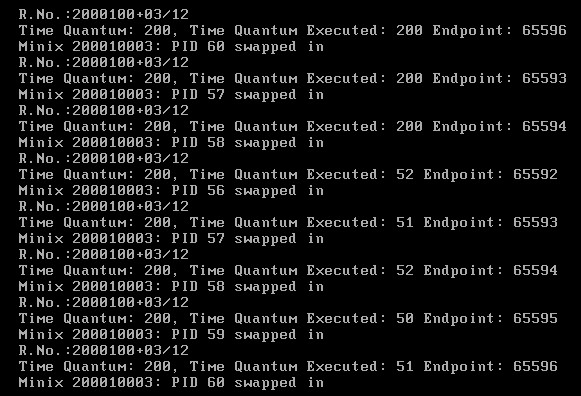 R.No.:2000100+03/12
Time Quantum: 200, Time Quantum Executed: 200 Endpoint: 65596
Minix 200010003: PID 60 swapped in
R.No.:2000100+03/12
Time Quantum: 200, Time Quantum Executed: 200 Endpoint: 65593
Minix 200010003: PID 57 swapped in
R.No.:2000100+03/12
Time Quantum: 200, Time Quantum Executed: 200 Endpoint: 65594
Minix 200010003: PID 58 swapped in
R.No.:2000100+03/12
Time Quantum: 200, Time Quantum Executed: 52 Endpoint: 65592
Minix 200010003: PID 56 swapped in
R.No.:2000100+03/12
Time Quantum: 200, Time Quantum Executed: 51 Endpoint: 65593
Minix 200010003: PID 57 swapped in
R.No.:2000100+03/12
Time Quantum: 200, Time Quantum Executed: 52 Endpoint: 65594
Minix 200010003: PID 58 swapped in
R.No.:2000100+03/12
Time Quantum: 200, Time Quantum Executed: 50 Endpoint: 65595
Minix 200010003: PID 59 swapped in
R.No.:2000100+03/12
Time Quantum: 200, Time Quantum Executed: 51 Endpoint: 65596
Minix 200010003: PID 60 swapped in